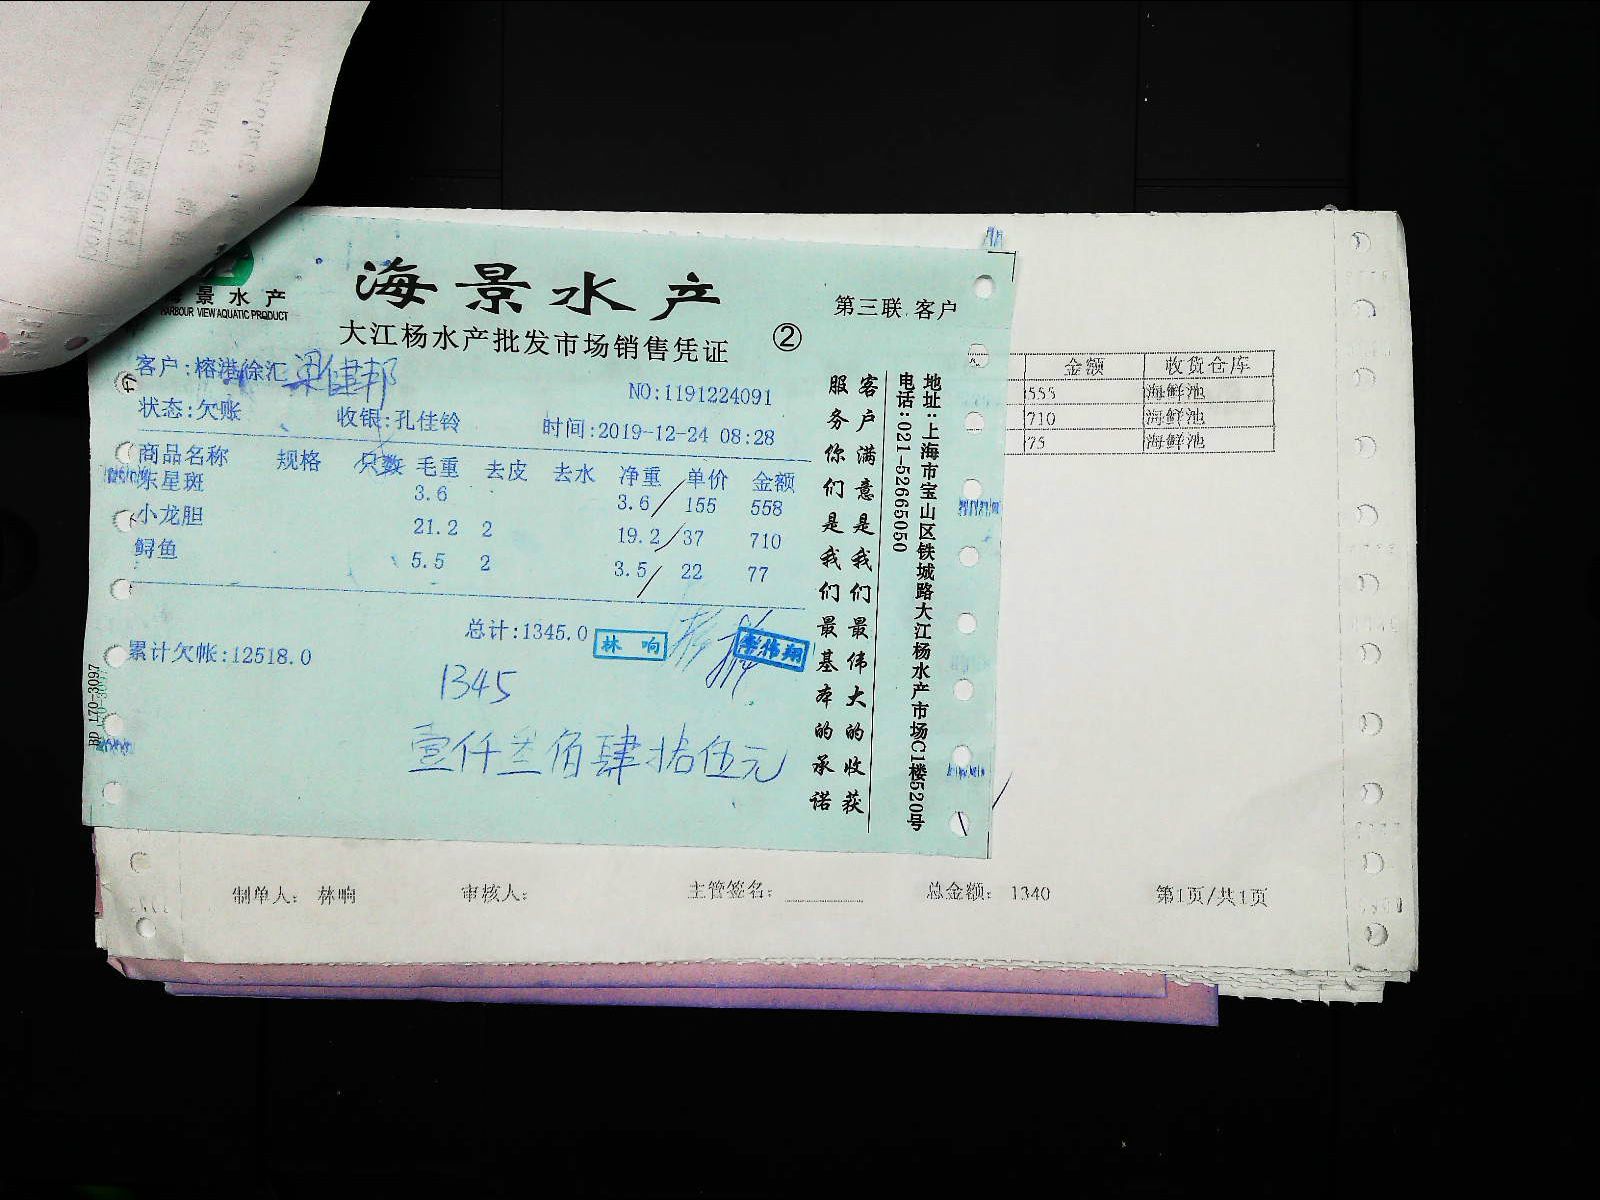 景水产
HARBOUR VIEW AQUATIC PRODUCT
海景水产
大江杨水产批发市场销售凭证
②
第三联 客户
客户:榕港徐汇 梁健邦
NO:1191224091
状态:欠账 收银:孔佳铃 时间:2019-12-24 08:28
商品名称 规格 只数 毛重 去皮 去水 净重 单价 金额
东星斑 3.6 3.6 155 558
小龙胆 21.2 2 19.2 37 710
鲟鱼 5.5 2 3.5 22 77
总计:1345.0
林响
累计欠帐:12518.0
1345
壹仟叁佰肆拾伍元
客户满意是我们最伟大的收获
服务你们是我们最基本的承诺
地址:上海市宝山区铁城路大江杨水产市场C1楼520号
电话:021-52665050
BD 170-3097
金额 收货仓库
555 海鲜池
710 海鲜池
75 海鲜池
制单人: 林响 审核人: 主管签名: 总金额: 1340 第1页/共1页